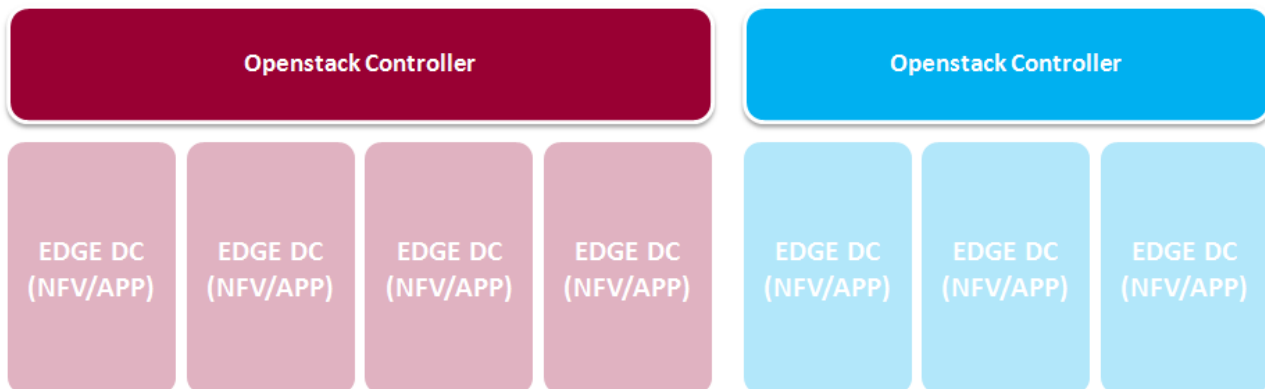 Openstack Controller
Openstack Controller
EDGE DC
(NFV/APP)
EDGE DC
(NFV/APP)
EDGE DC
(NFV/APP)
EDGE DC
(NFV/APP)
EDGE DC
(NFV/APP)
EDGE DC
(NFV/APP)
EDGE DC
(NFV/APP)